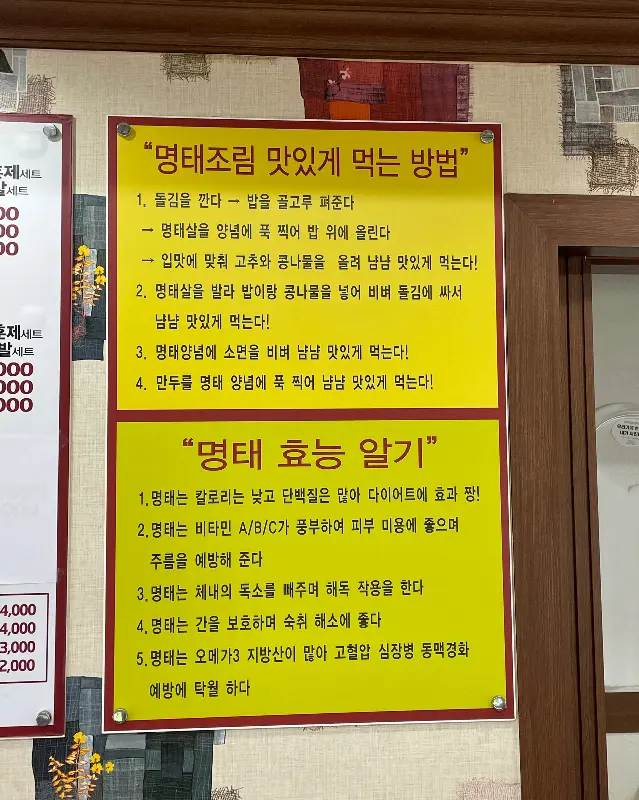 “명태조림 맛있게 먹는 방법”
1. 돌김을 깐다 → 밥을 골고루 펴준다
→ 명태살을 양념에 푹 찍어 밥 위에 올린다
→ 입맛에 맞춰 고추와 콩나물을 올려 냠냠 맛있게 먹는다!
2. 명태살을 발라 밥이랑 콩나물을 넣어 비벼 돌김에 싸서
냠냠 맛있게 먹는다!
3. 명태양념에 소면을 비벼 냠냠 맛있게 먹는다!
4. 만두를 명태 양념에 푹 찍어 냠냠 맛있게 먹는다!
“명태 효능 알기”
1.명태는 칼로리는 낮고 단백질은 많아 다이어트에 효과 짱!
2.명태는 비타민 A/B/C가 풍부하여 피부 미용에 좋으며
주름을 예방해 준다
3.명태는 체내의 독소를 빼주며 해독 작용을 한다
4.명태는 간을 보호하며 숙취 해소에 좋다
5.명태는 오메가3 지방산이 많아 고혈압 심장병 동맥경화
예방에 탁월 하다
세트
세트
00
00
00
세트
세트
000
000
000
4,000
4,000
3,000
2,000